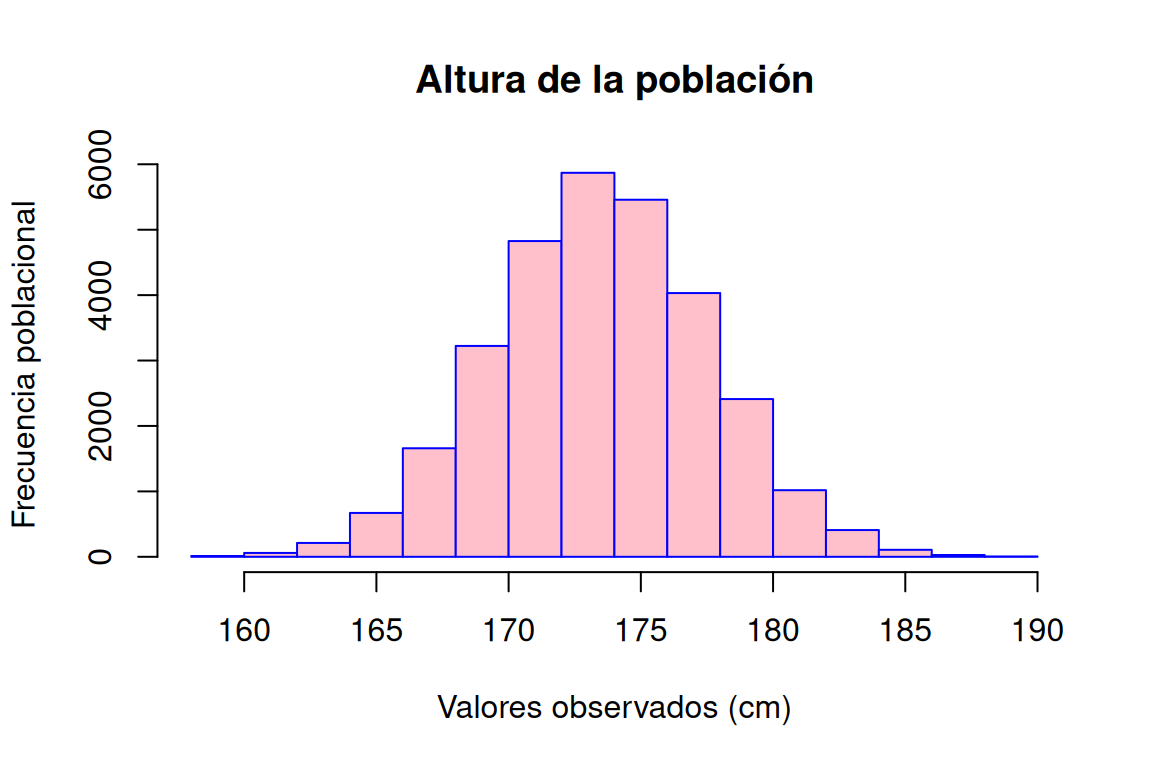 Altura de la población
Frecuencia poblacional
6000
4000
2000
0
160 165 170 175 180 185 190
Valores observados (cm)